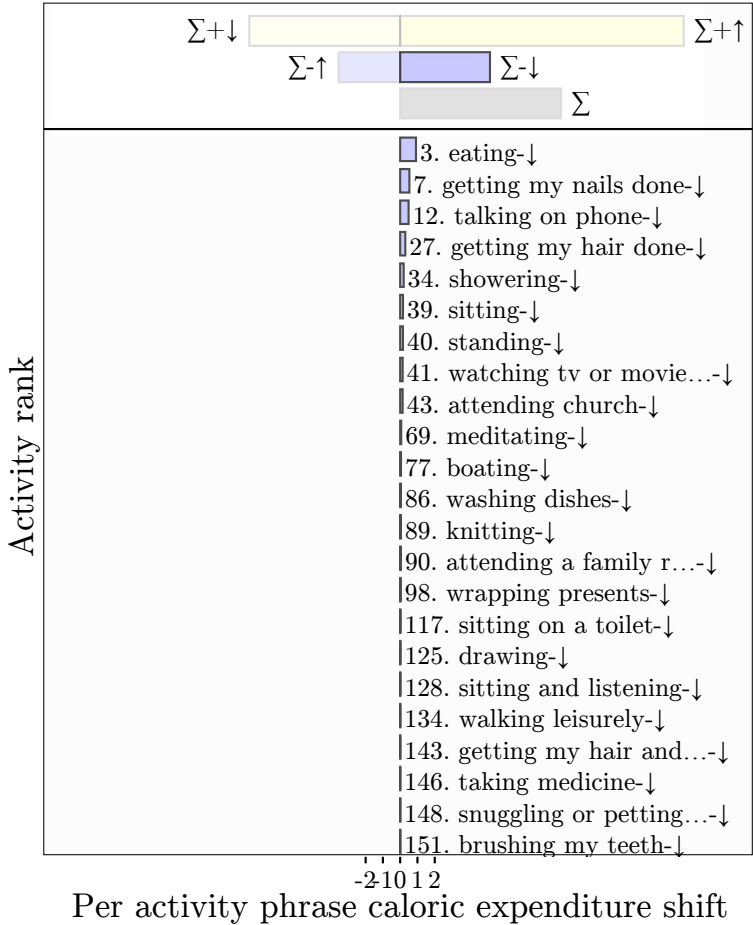 ∑+↓ ∑+↑
∑-↑ ∑-↓
∑
3. eating-↓
7. getting my nails done-↓
12. talking on phone-↓
27. getting my hair done-↓
34. showering-↓
39. sitting-↓
40. standing-↓
41. watching tv or movie…-↓
43. attending church-↓
69. meditating-↓
77. boating-↓
86. washing dishes-↓
89. knitting-↓
90. attending a family r…-↓
98. wrapping presents-↓
117. sitting on a toilet-↓
125. drawing-↓
128. sitting and listening-↓
134. walking leisurely-↓
143. getting my hair and…-↓
146. taking medicine-↓
148. snuggling or petting…-↓
151. brushing my teeth-↓
Activity rank
-2 -1 0 1 2
Per activity phrase caloric expenditure shift